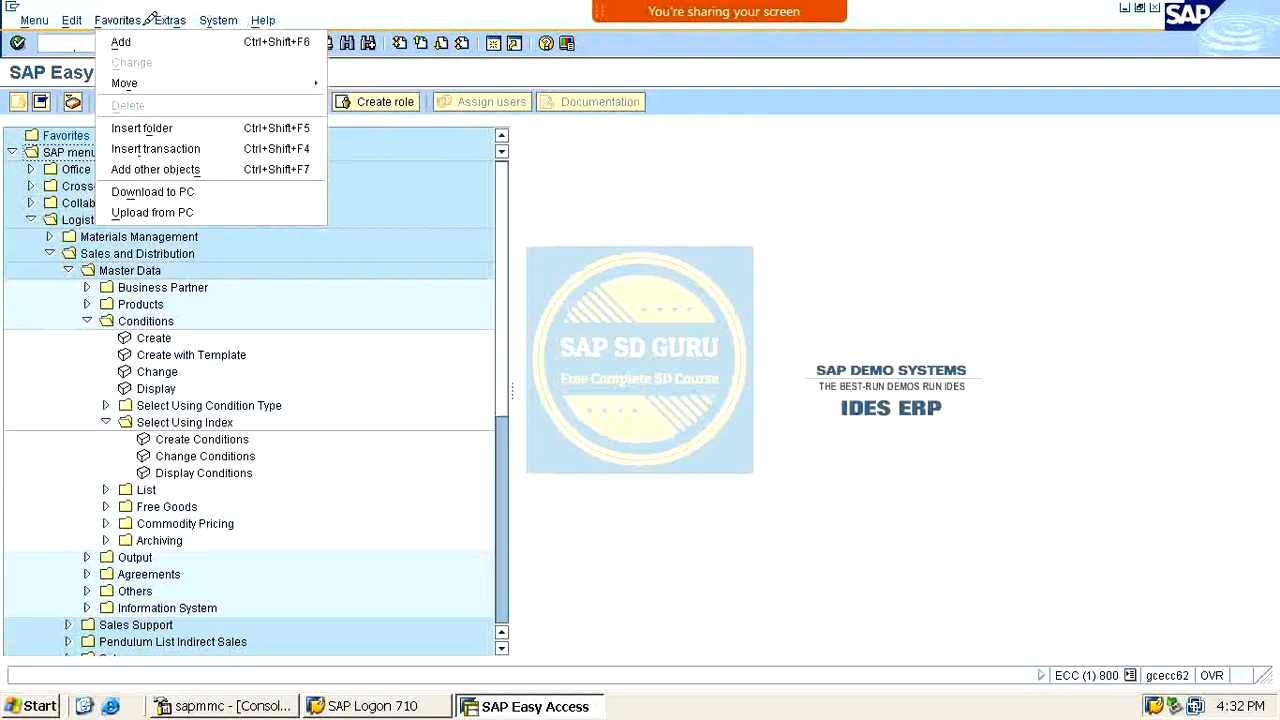 You're sharing your screen
Menu Edit Favorites Extras System Help
SAP
Add Ctrl+Shift+F6
Change
Move
Delete
Insert folder Ctrl+Shift+F5
Insert transaction Ctrl+Shift+F4
Add other objects Ctrl+Shift+F7
Download to PC
Upload from PC
SAP Easy
Create role Assign users Documentation
Favorites
SAP menu
Office
Cross-
Collab
Logist
Materials Management
Sales and Distribution
Master Data
Business Partner
Products
Conditions
Create
Create with Template
Change
Display
Select Using Condition Type
Select Using Index
Create Conditions
Change Conditions
Display Conditions
List
Free Goods
Commodity Pricing
Archiving
Output
Agreements
Others
Information System
Sales Support
Pendulum List Indirect Sales
SAP SD GURU
Free Complete SD Course
SAP DEMO SYSTEMS
THE BEST-RUN DEMOS RUN IDES
IDES ERP
ECC (1) 800 gcecc62 OVR
Start sapmmc - [Consol... SAP Logon 710 SAP Easy Access 4:32 PM